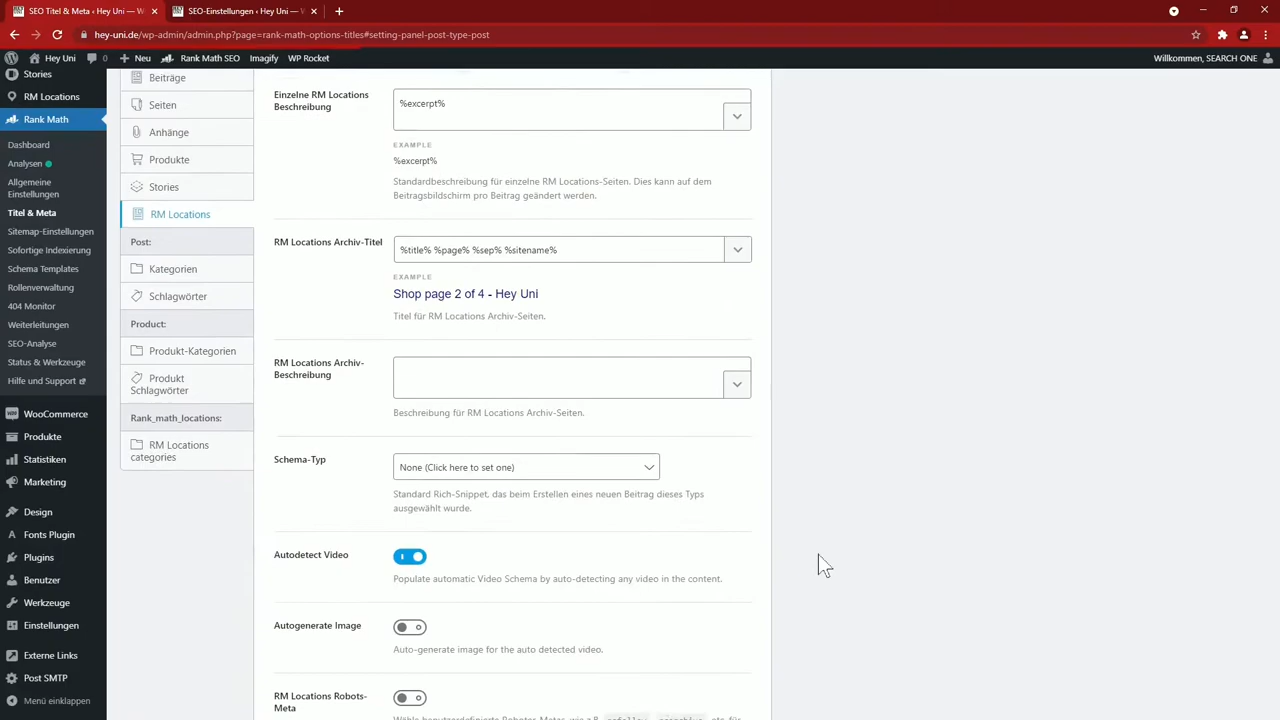 SEO Titel & Meta ‹ Hey Uni — W
SEO-Einstellungen ‹ Hey Uni — W
hey-uni.de/wp-admin/admin.php?page=rank-math-options-titles#setting-panel-post-type-post
Hey Uni
0
Neu
Rank Math SEO
Imagify
WP Rocket
Willkommen, SEARCH ONE
Stories
RM Locations
Rank Math
Dashboard
Analysen
Allgemeine
Einstellungen
Titel & Meta
Sitemap-Einstellungen
Sofortige Indexierung
Schema Templates
Rollenverwaltung
404 Monitor
Weiterleitungen
SEO-Analyse
Status & Werkzeuge
Hilfe und Support
WooCommerce
Produkte
Statistiken
Marketing
Design
Fonts Plugin
Plugins
Benutzer
Werkzeuge
Einstellungen
Externe Links
Post SMTP
Menü einklappen
Beiträge
Seiten
Anhänge
Produkte
Stories
RM Locations
Post:
Kategorien
Schlagwörter
Product:
Produkt-Kategorien
Produkt
Schlagwörter
Rank_math_locations:
RM Locations
categories
Einzelne RM Locations
Beschreibung
%excerpt%
EXAMPLE
%excerpt%
Standardbeschreibung für einzelne RM Locations-Seiten. Dies kann auf dem
Beitragsbildschirm pro Beitrag geändert werden.
RM Locations Archiv-Titel
%title% %page% %sep% %sitename%
EXAMPLE
Shop page 2 of 4 - Hey Uni
Titel für RM Locations Archiv-Seiten.
RM Locations Archiv-
Beschreibung
Beschreibung für RM Locations Archiv-Seiten.
Schema-Typ
None (Click here to set one)
Standard Rich-Snippet, das beim Erstellen eines neuen Beitrag dieses Typs
ausgewählt wurde.
Autodetect Video
Populate automatic Video Schema by auto-detecting any video in the content.
Autogenerate Image
Auto-generate image for the auto detected video.
RM Locations Robots-
Meta